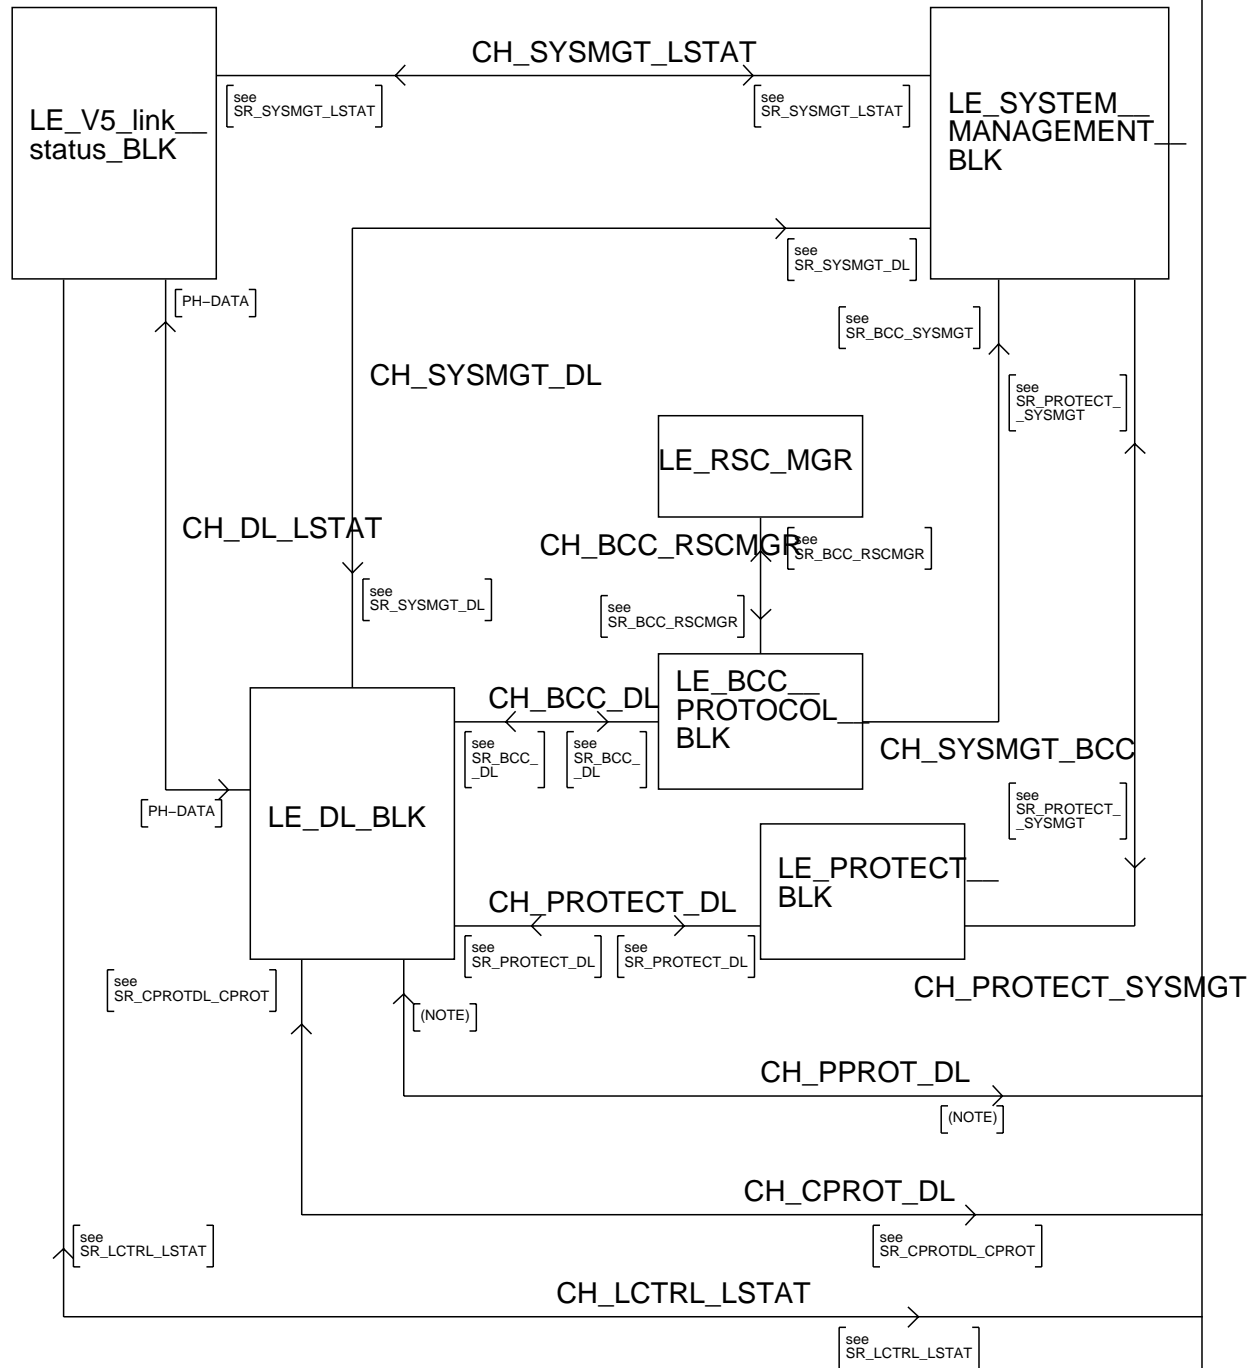 CH_SYSMGT_LSTAT
see
SR_SYSMGT_LSTAT
see
SR_SYSMGT_LSTAT
LE_V5_link__
status_BLK
LE_SYSTEM__
MANAGEMENT__
BLK
see
SR_SYSMGT_DL
PH−DATA
see
SR_BCC_SYSMGT
CH_SYSMGT_DL
see
SR_PROTECT_
_SYSMGT
LE_RSC_MGR
CH_DL_LSTAT
CH_BCC_RSCMGR
see
SR_BCC_RSCMGR
see
SR_SYSMGT_DL
see
SR_BCC_RSCMGR
CH_BCC_DL
LE_BCC__
PROTOCOL__
BLK
see
SR_BCC_
_DL
see
SR_BCC_
_DL
CH_SYSMGT_BCC
PH−DATA
LE_DL_BLK
see
SR_PROTECT_
_SYSMGT
LE_PROTECT__
BLK
CH_PROTECT_DL
see
SR_PROTECT_DL
see
SR_PROTECT_DL
see
SR_CPROTDL_CPROT
(NOTE)
CH_PROTECT_SYSMGT
CH_PPROT_DL
(NOTE)
CH_CPROT_DL
see
SR_LCTRL_LSTAT
see
SR_CPROTDL_CPROT
CH_LCTRL_LSTAT
see
SR_LCTRL_LSTAT